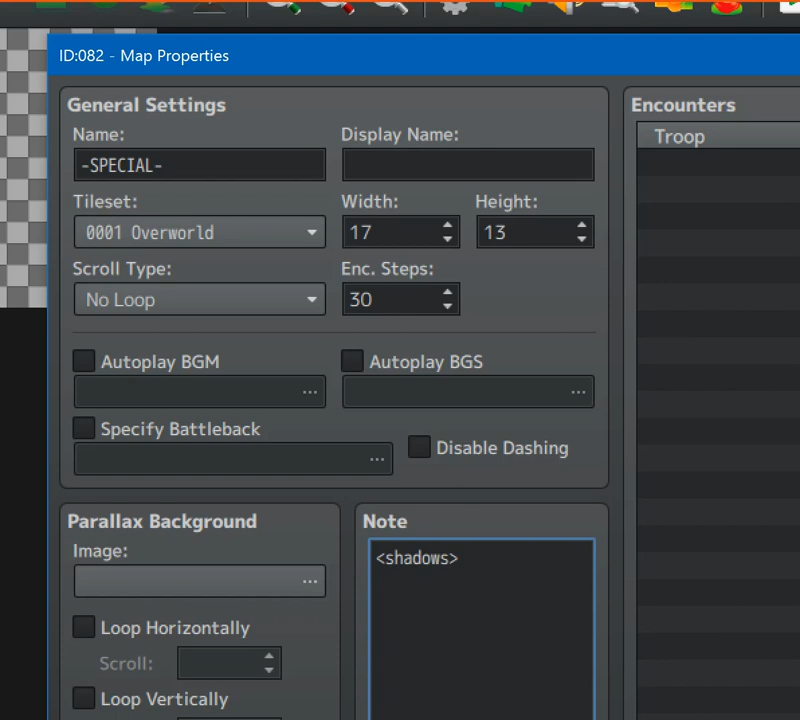 ID:082 - Map Properties
General Settings
Encounters
Name:
Display Name:
Troop
-SPECIAL-
Tileset:
Width:
Height:
0001 Overworld
17
13
Scroll Type:
Enc. Steps:
No Loop
30
Autoplay BGM
Autoplay BGS
...
...
Specify Battleback
Disable Dashing
...
Parallax Background
Note
Image:
<shadows>
...
Loop Horizontally
Scroll:
Loop Vertically